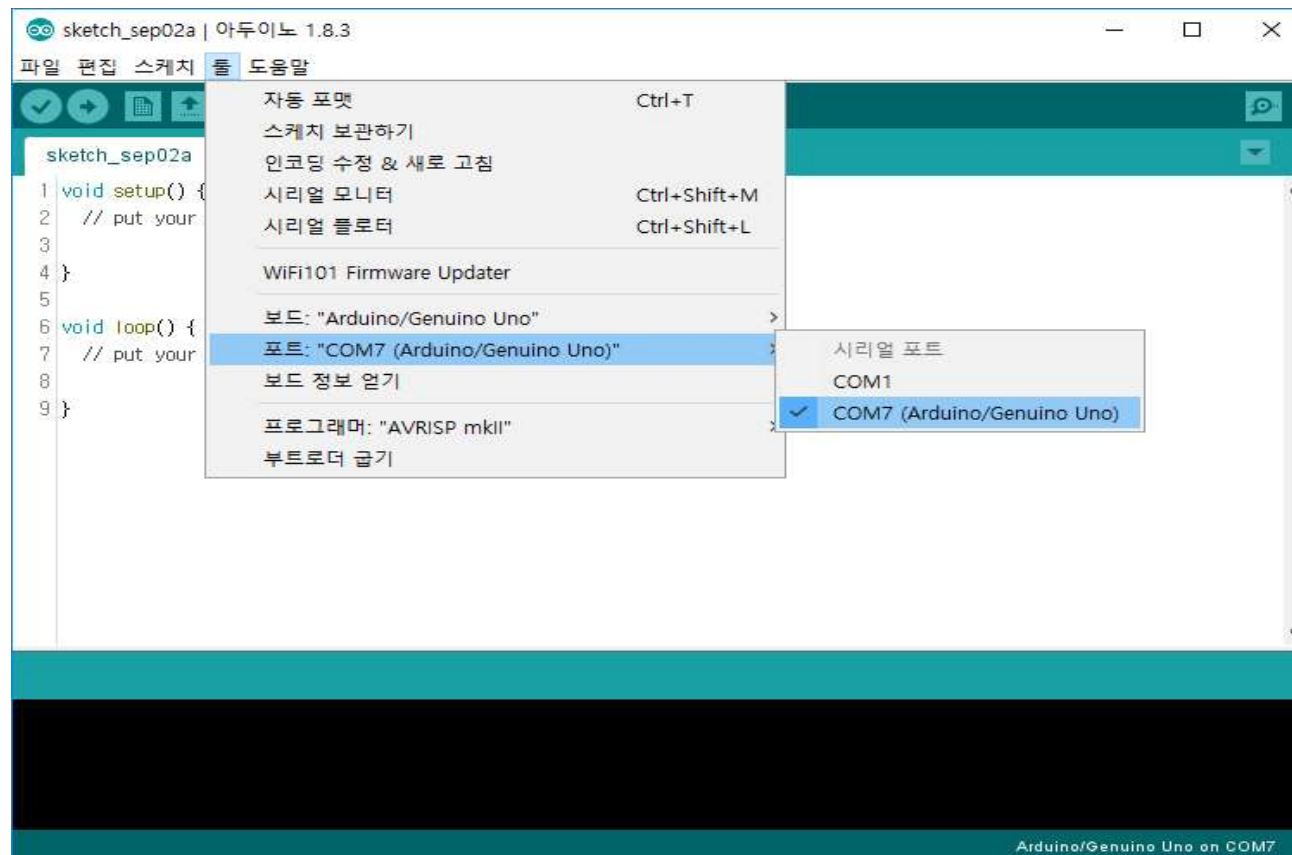 sketch_sep02a | 아두이노 1.8.3
파일 편집 스케치 툴 도움말
sketch_sep02a
1 void setup() {
2 // put your
3
4 }
5
6 void loop() {
7 // put your
8
9 }
자동 포맷 Ctrl+T
스케치 보관하기
인코딩 수정 & 새로 고침
시리얼 모니터 Ctrl+Shift+M
시리얼 플로터 Ctrl+Shift+L
WiFi101 Firmware Updater
보드: "Arduino/Genuino Uno"
포트: "COM7 (Arduino/Genuino Uno)"
보드 정보 얻기
프로그래머: "AVRISP mkII"
부트로더 굽기
시리얼 포트
COM1
COM7 (Arduino/Genuino Uno)
Arduino/Genuino Uno on COM7